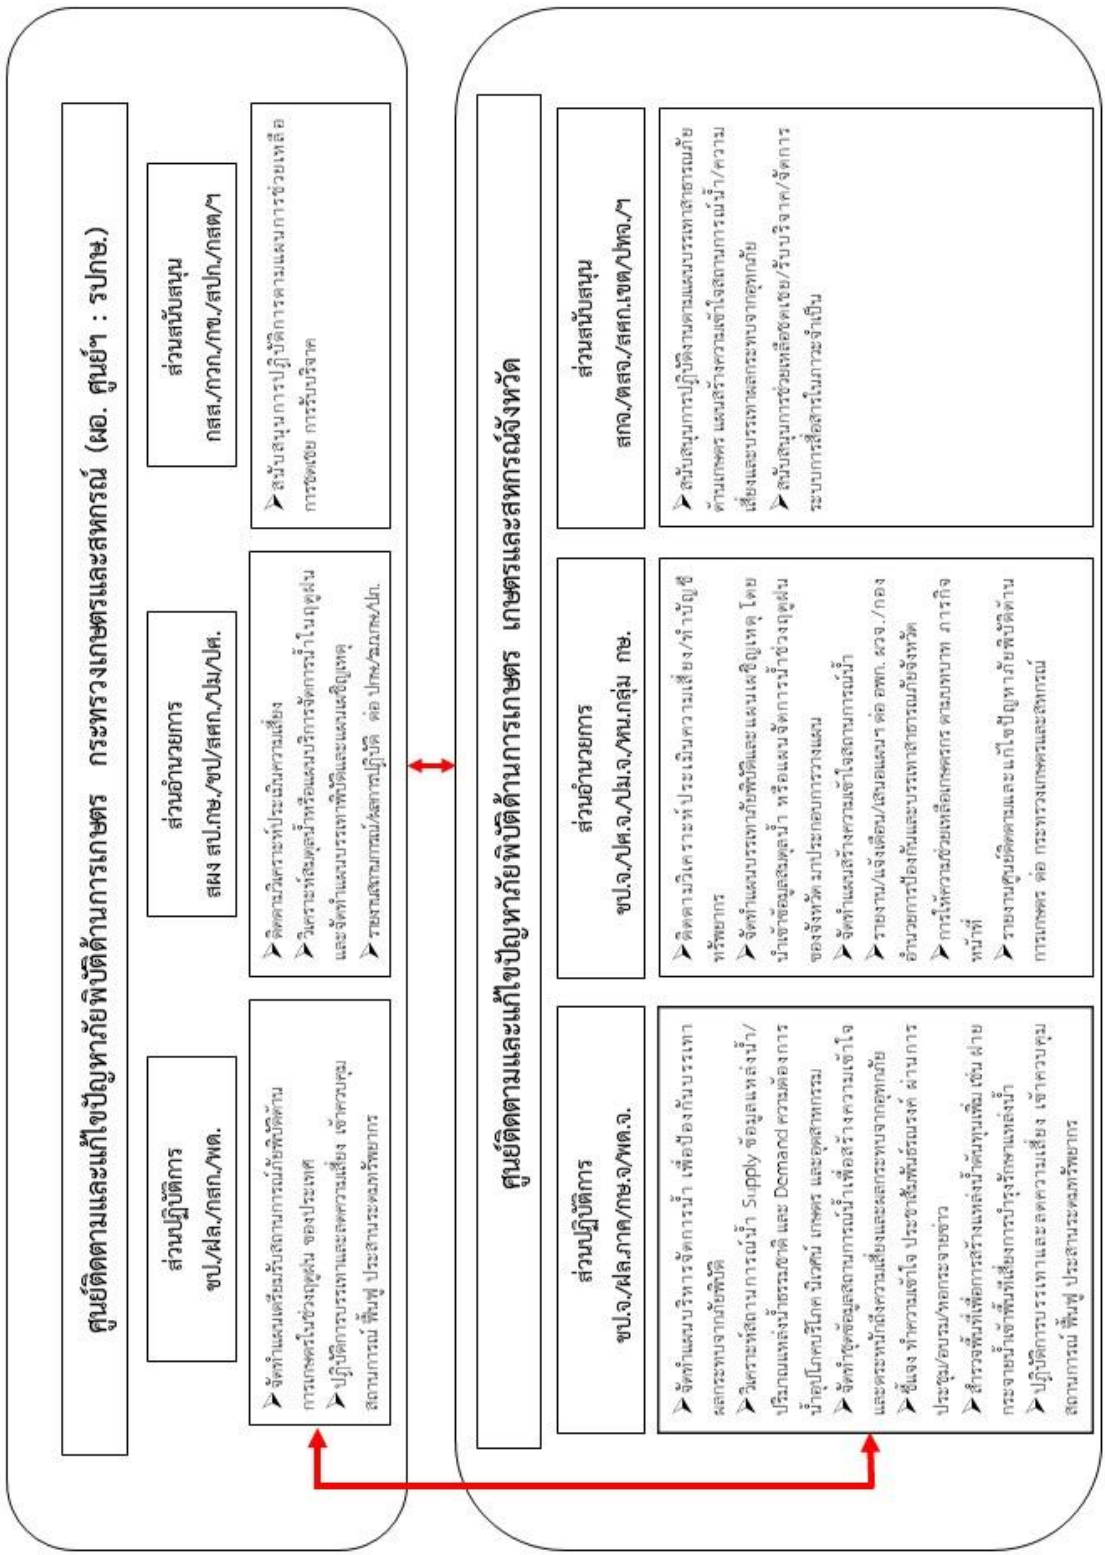 ศูนย์ติดตามและแก้ไขปัญหาภัยพิบัติด้านการเกษตร กระทรวงเกษตรและสหกรณ์ (ผอ. ศูนย์ฯ : รปกษ.)
ส่วนปฏิบัติการ
ขป./ฝล./กสก./พด.
➤ จัดทำแผนเตรียมรับสถานการณ์ภัยพิบัติด้าน
การเกษตรในช่วงฤดูฝน ของประเทศ
➤ ปฏิบัติการบรรเทาและลดความเสี่ยง เข้าควบคุม
สถานการณ์ ฟื้นฟู ประสานระดมทรัพยากร
ส่วนอำนวยการ
สผง สป.กษ./ขป/สศก./ปม/ปศ.
➤ ติดตามวิเคราะห์ประเมินความเสี่ยง
➤ วิเคราะห์สมดุลน้ำหรือแผนบริการจัดการน้ำในฤดูฝน
และจัดทำแผนบรรเทาพิบัติและแผนเผชิญเหตุ
➤ รายงานสถานการณ์/ผลการปฏิบัติ ต่อ ปกษ/รมว.กษ/ปภ.
ส่วนสนับสนุน
กสส./กวก./กข./สปก./กสต/ฯ
➤ สนับสนุนการปฏิบัติการตามแผนการช่วยเหลือ
การชดเชย การรับบริจาค
ศูนย์ติดตามและแก้ไขปัญหาภัยพิบัติด้านการเกษตร เกษตรและสหกรณ์จังหวัด
ส่วนปฏิบัติการ
ขป.จ./ฝล.ภาค/กษ.จ/พด.จ.
➤ จัดทำแผนบริหารจัดการน้ำ เพื่อป้องกันบรรเทา
ผลกระทบจากภัยพิบัติ
➤ วิเคราะห์สถานการณ์น้ำ Supply ข้อมูลแหล่งน้ำ/
ปริมาณแหล่งน้ำธรรมชาติ และ Demand ความต้องการ
น้ำอุปโภคบริโภค นิเวศน์ เกษตร และอุตสาหกรรม
➤ จัดทำชุดข้อมูลสถานการณ์น้ำเพื่อสร้างความเข้าใจ
และตระหนักถึงความเสี่ยงและผลกระทบจากอุทกภัย
➤ ชี้แจง ทำความเข้าใจ ประชาสัมพันธ์รณรงค์ ผ่านการ
ประชุม/อบรม/หอกระจายข่าว
➤ สำรวจพื้นที่เพื่อการสร้างแหล่งน้ำต้นทุนเพิ่ม เช่น ฝาย
กระจายน้ำเข้าพื้นที่เสี่ยงการบำรุงรักษาแหล่งน้ำ
➤ ปฏิบัติการบรรเทาและลดความเสี่ยง เข้าควบคุม
สถานการณ์ ฟื้นฟู ประสานระดมทรัพยากร
ส่วนอำนวยการ
ขป.จ./ปศ.จ./ปม.จ./หน.กลุ่ม กษ.
➤ ติดตามวิเคราะห์ประเมินความเสี่ยง/ทำบัญชี
ทรัพยากร
➤ จัดทำแผนบรรเทาภัยพิบัติและแผนเผชิญเหตุ โดย
นำเข้าข้อมูลสมดุลน้ำ หรือแผนจัดการน้ำช่วงฤดูฝน
ของจังหวัด มาประกอบการวางแผน
➤ จัดทำแผนสร้างความเข้าใจสถานการณ์น้ำ
➤ รายงาน/แจ้งเตือน/เสนอแผนฯ ต่อ อพก. ผวจ./กอง
อำนวยการป้องกันและบรรเทาสาธารณภัยจังหวัด
➤ การให้ความช่วยเหลือเกษตรกร ตามบทบาท ภารกิจ
หน้าที่
➤ รายงานศูนย์ติดตามและแก้ไขปัญหาภัยพิบัติด้าน
การเกษตร ต่อ กระทรวงเกษตรและสหกรณ์
ส่วนสนับสนุน
สกจ./ตสจ./สศก.เขต/ปทจ./ฯ
➤ สนับสนุนการปฏิบัติงานตามแผนบรรเทาสาธารณภัย
ด้านเกษตร แผนสร้างความเข้าใจสถานการณ์น้ำ/ความ
เสี่ยงและบรรเทาผลกระทบจากอุทกภัย
➤ สนับสนุนการช่วยเหลือชดเชย/รับบริจาค/จัดการ
ระบบการสื่อสารในภาวะจำเป็น